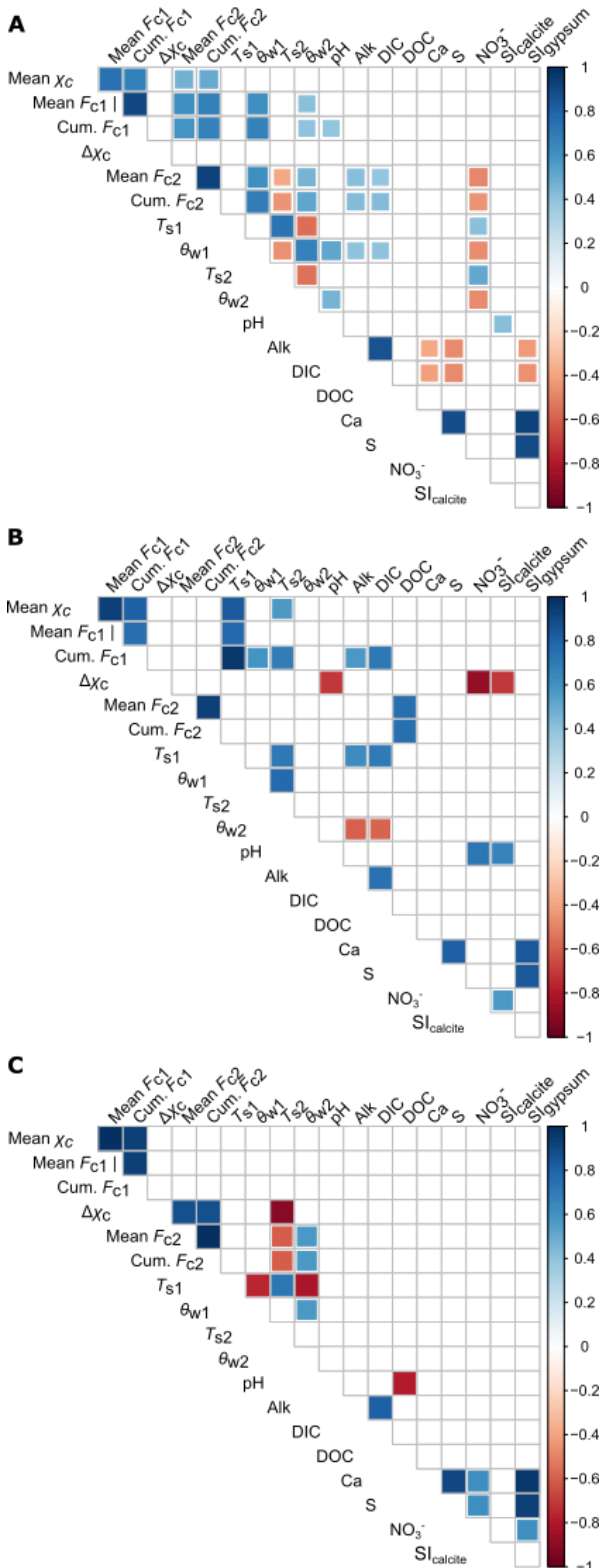 A
Mean Fc1 Cum. Fc1 Δχc Mean Fc2 Cum. Fc2 Ts1 θw1 Ts2 θw2 pH Alk DIC DOC Ca S NO₃⁻ SIcalcite SIgypsum
Mean χc
Mean Fc1 |
Cum. Fc1
Δχc
Mean Fc2
Cum. Fc2
Ts1
θw1
Ts2
θw2
pH
Alk
DIC
DOC
Ca
S
NO₃⁻
SIcalcite
1
0.8
0.6
0.4
0.2
0
−0.2
−0.4
−0.6
−0.8
−1
B
Mean Fc1 Cum. Fc1 Δχc Mean Fc2 Cum. Fc2 Ts1 θw1 Ts2 θw2 pH Alk DIC DOC Ca S NO₃⁻ SIcalcite SIgypsum
Mean χc
Mean Fc1 |
Cum. Fc1
Δχc
Mean Fc2
Cum. Fc2
Ts1
θw1
Ts2
θw2
pH
Alk
DIC
DOC
Ca
S
NO₃⁻
SIcalcite
1
0.8
0.6
0.4
0.2
0
−0.2
−0.4
−0.6
−0.8
−1
C
Mean Fc1 Cum. Fc1 Δχc Mean Fc2 Cum. Fc2 Ts1 θw1 Ts2 θw2 pH Alk DIC DOC Ca S NO₃⁻ SIcalcite SIgypsum
Mean χc
Mean Fc1 |
Cum. Fc1
Δχc
Mean Fc2
Cum. Fc2
Ts1
θw1
Ts2
θw2
pH
Alk
DIC
DOC
Ca
S
NO₃⁻
SIcalcite
1
0.8
0.6
0.4
0.2
0
−0.2
−0.4
−0.6
−0.8
−1